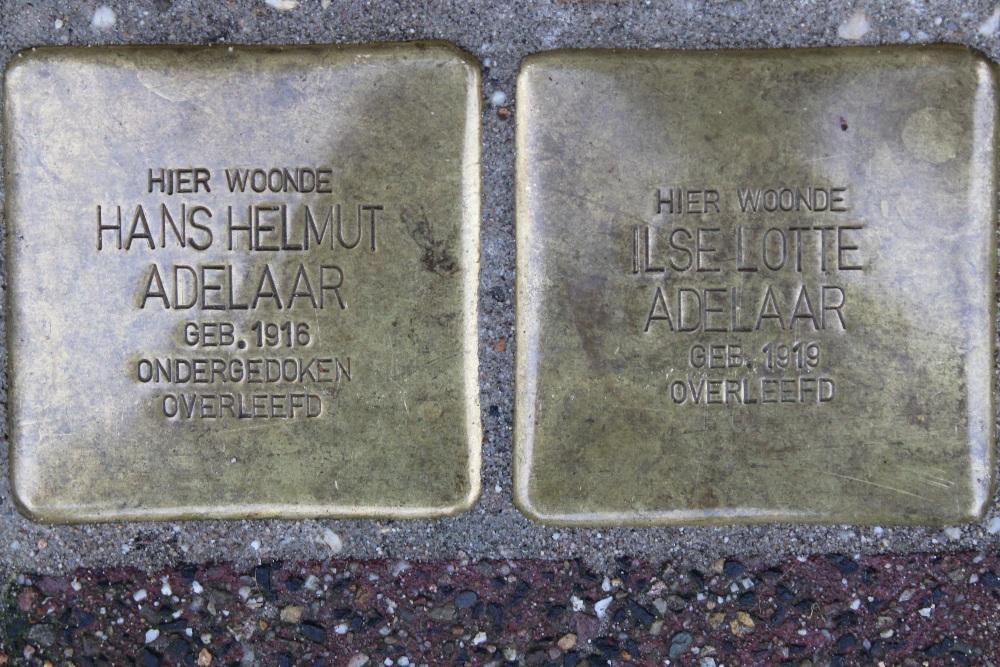 HIER WOONDE
HANS HELMUT
ADELAAR
GEB. 1916
ONDERGEDOKEN
OVERLEEFD
HIER WOONDE
ILSE LOTTE
ADELAAR
GEB. 1919
OVERLEEFD